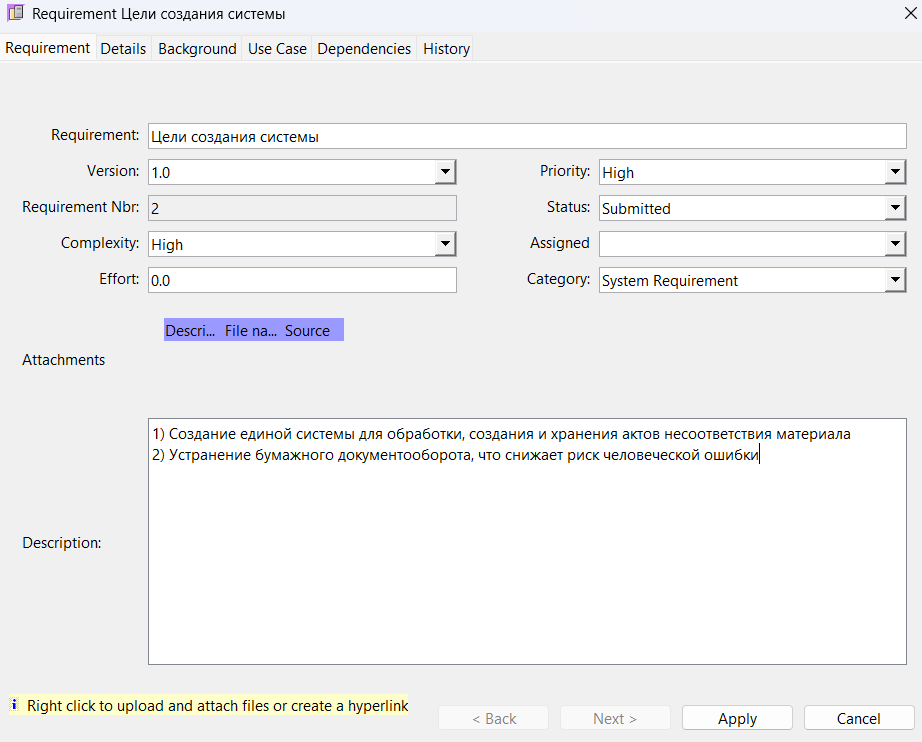 Requirement Цели создания системы
Requirement Details Background Use Case Dependencies History
Requirement: Цели создания системы
Version: 1.0 Priority: High
Requirement Nbr: 2 Status: Submitted
Complexity: High Assigned
Effort: 0.0 Category: System Requirement
Descri... File na... Source
Attachments
1) Создание единой системы для обработки, создания и хранения актов несоответствия материала
2) Устранение бумажного документооборота, что снижает риск человеческой ошибки
Description:
Right click to upload and attach files or create a hyperlink
< Back Next > Apply Cancel